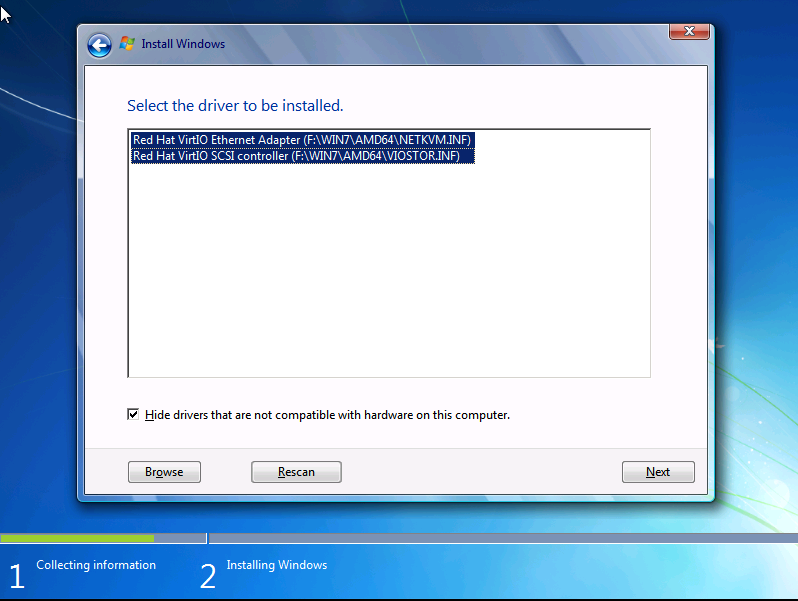 Install Windows
Select the driver to be installed.
Red Hat VirtIO Ethernet Adapter (F:\WIN7\AMD64\NETKVM.INF)
Red Hat VirtIO SCSI controller (F:\WIN7\AMD64\VIOSTOR.INF)
Hide drivers that are not compatible with hardware on this computer.
Browse
Rescan
Next
1 Collecting information
2 Installing Windows